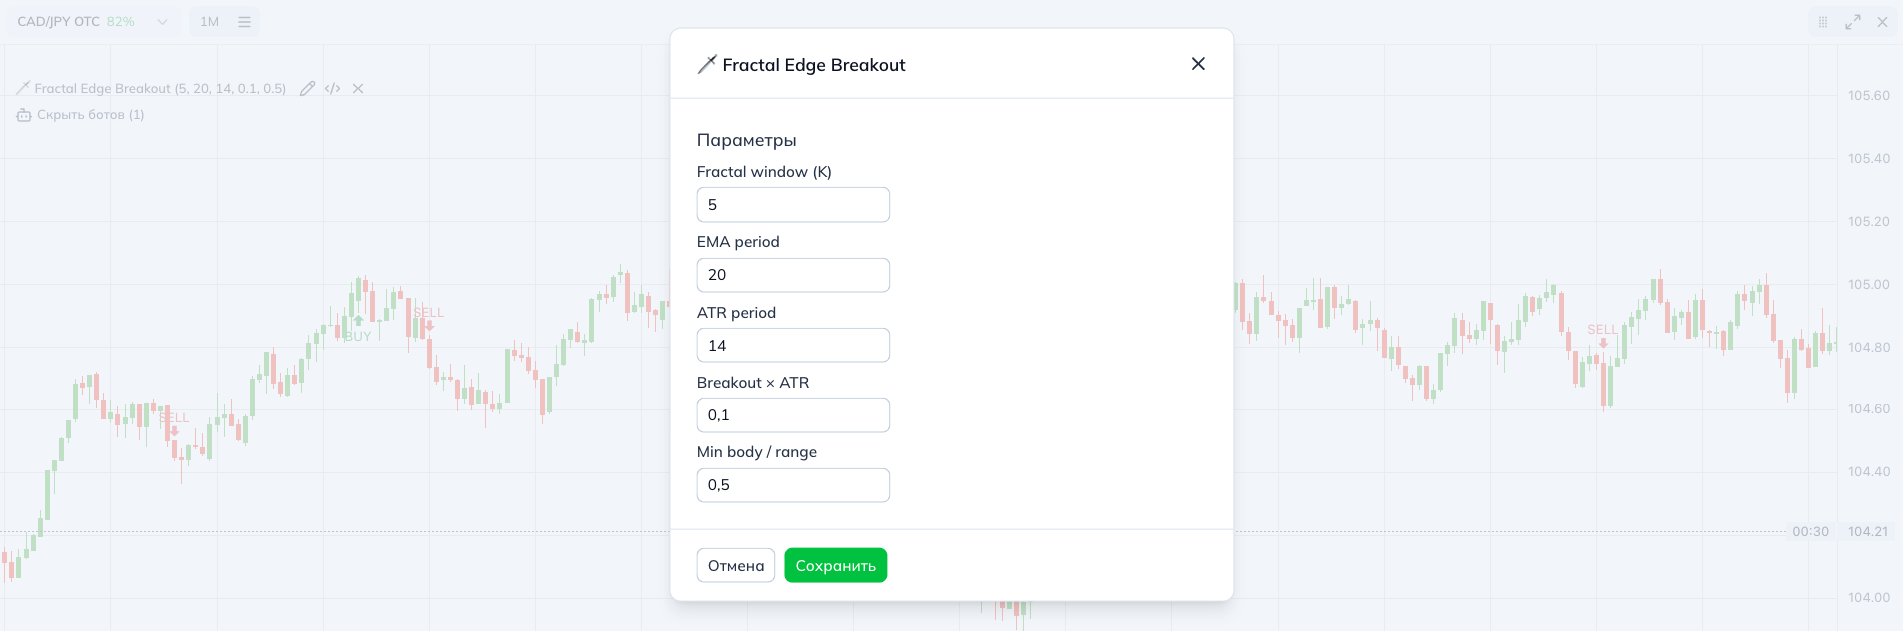 CAD/JPY OTC 82%
1M
Fractal Edge Breakout (5, 20, 14, 0.1, 0.5)
</>
Скрыть ботов (1)
SELL
BUY
SELL
SELL
Fractal Edge Breakout
Параметры
Fractal window (K)
5
EMA period
20
ATR period
14
Breakout × ATR
0,1
Min body / range
0,5
Отмена
Сохранить
105.60
105.40
105.20
105.00
104.80
104.60
104.40
00:30 104.21
104.00